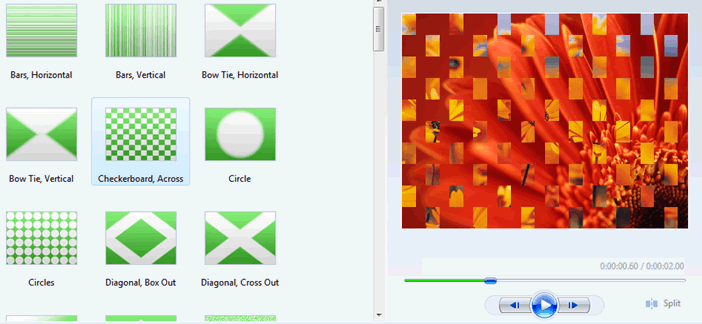 Bars, Horizontal
Bars, Vertical
Bow Tie, Horizontal
Bow Tie, Vertical
Checkerboard, Across
Circle
Circles
Diagonal, Box Out
Diagonal, Cross Out
0:00:00.60 / 0:00:02.00
Split